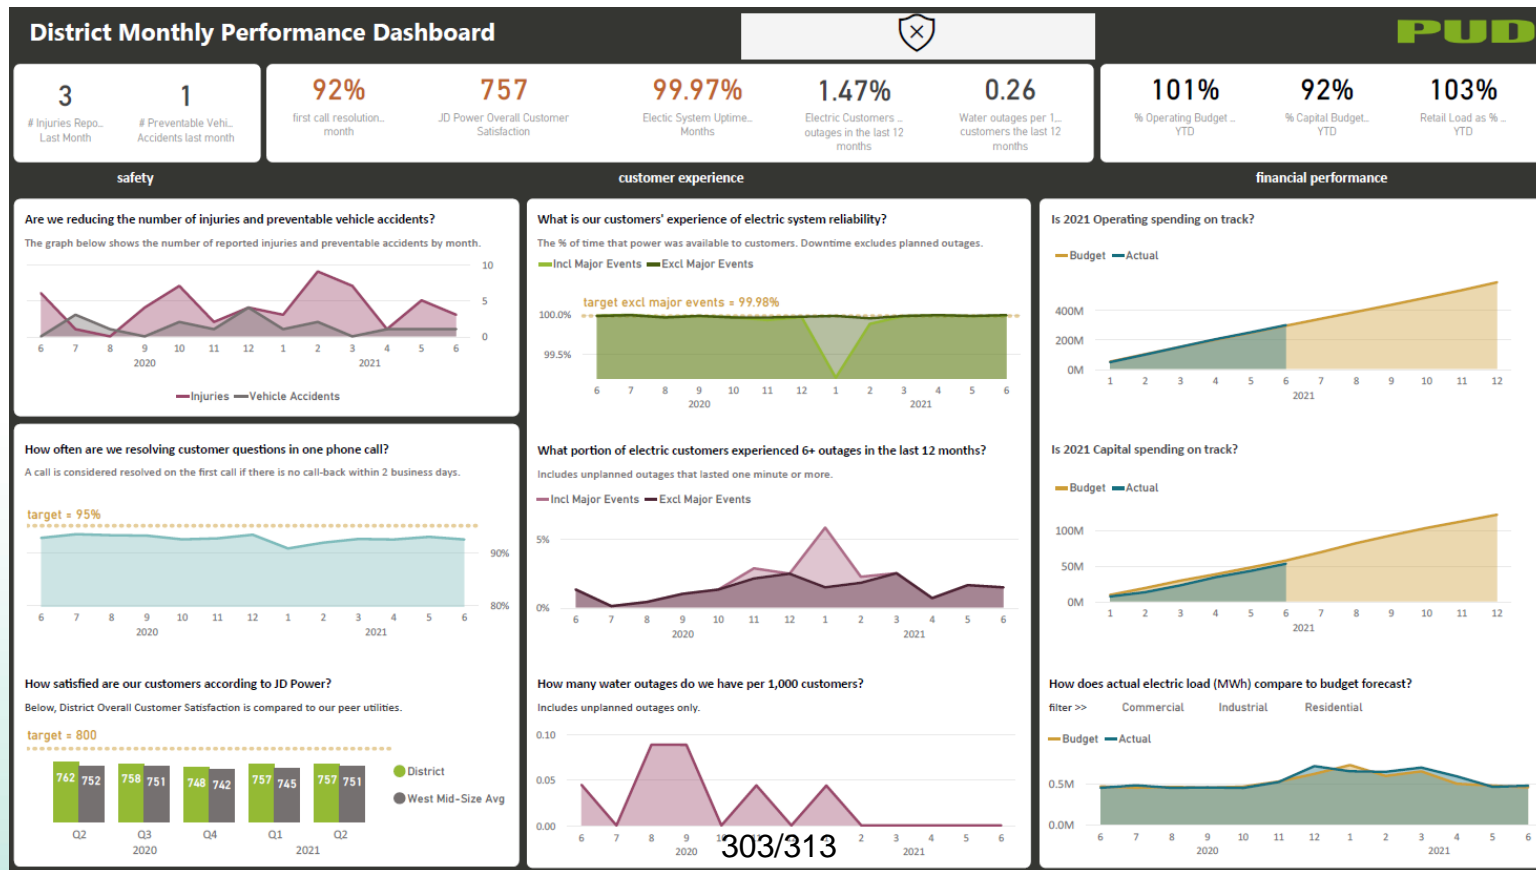 District Monthly Performance Dashboard
PUD
3
# Injuries Repo...
Last Month
1
# Preventable Vehi...
Accidents last month
92%
first call resolution...
month
757
JD Power Overall Customer
Satisfaction
99.97%
Electic System Uptime...
Months
1.47%
Electric Customers ...
outages in the last 12
months
0.26
Water outages per 1,...
customers the last 12
months
101%
% Operating Budget ...
YTD
92%
% Capital Budget...
YTD
103%
Retail Load as % ...
YTD
safety
customer experience
financial performance
Are we reducing the number of injuries and preventable vehicle accidents?
The graph below shows the number of reported injuries and preventable accidents by month.
10
5
0
6 7 8 9 10 11 12 1 2 3 4 5 6
2020 2021
Injuries Vehicle Accidents
How often are we resolving customer questions in one phone call?
A call is considered resolved on the first call if there is no call-back within 2 business days.
target = 95%
90%
80%
6 7 8 9 10 11 12 1 2 3 4 5 6
2020 2021
How satisfied are our customers according to JD Power?
Below, District Overall Customer Satisfaction is compared to our peer utilities.
target = 800
762 752 758 751 748 742 757 745 757 751
District
West Mid-Size Avg
Q2 Q3 Q4 Q1 Q2
2020 2021
What is our customers' experience of electric system reliability?
The % of time that power was available to customers. Downtime excludes planned outages.
Incl Major Events Excl Major Events
target excl major events = 99.98%
100.0%
99.5%
6 7 8 9 10 11 12 1 2 3 4 5 6
2020 2021
What portion of electric customers experienced 6+ outages in the last 12 months?
Includes unplanned outages that lasted one minute or more.
Incl Major Events Excl Major Events
5%
0%
6 7 8 9 10 11 12 1 2 3 4 5 6
2020 2021
How many water outages do we have per 1,000 customers?
Includes unplanned outages only.
0.10
0.05
0.00
6 7 8 9 10 11 12 1 2 3 4 5 6
2020 2021
303/313
Is 2021 Operating spending on track?
Budget Actual
400M
200M
0M
1 2 3 4 5 6 7 8 9 10 11 12
2021
Is 2021 Capital spending on track?
Budget Actual
100M
50M
0M
1 2 3 4 5 6 7 8 9 10 11 12
2021
How does actual electric load (MWh) compare to budget forecast?
filter >> Commercial Industrial Residential
Budget Actual
0.5M
0.0M
6 7 8 9 10 11 12 1 2 3 4 5 6
2020 2021